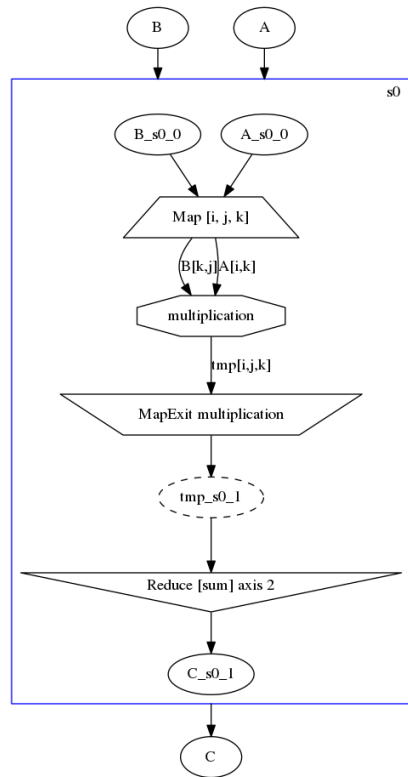 B A
s0
B_s0_0 A_s0_0
Map [i, j, k]
B[k,j] A[i,k]
multiplication
tmp[i,j,k]
MapExit multiplication
tmp_s0_1
Reduce [sum] axis 2
C_s0_1
C